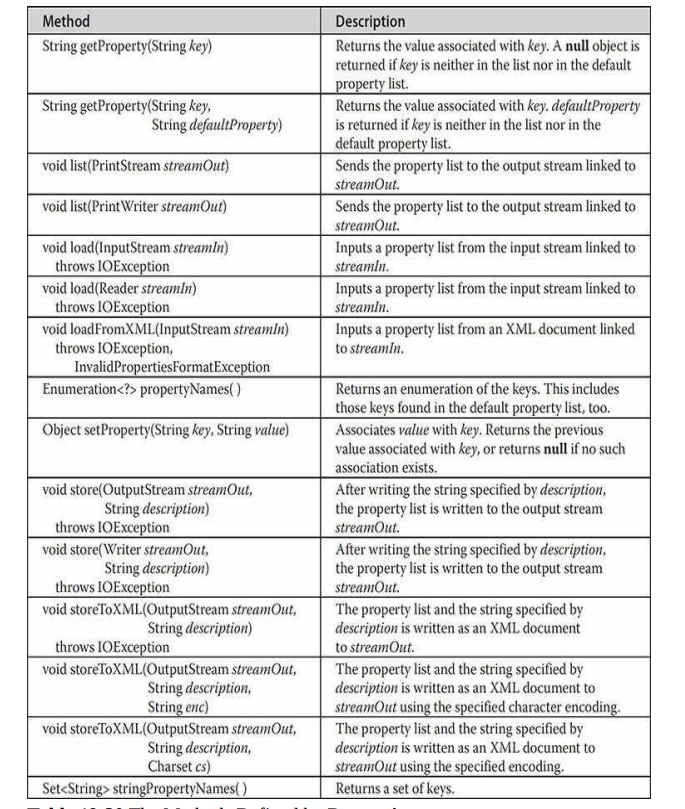 Method Description
String getProperty(String key) Returns the value associated with key. A null object is
returned if key is neither in the list nor in the default
property list.
String getProperty(String key, Returns the value associated with key. defaultProperty
String defaultProperty) is returned if key is neither in the list nor in the
default property list.
void list(PrintStream streamOut) Sends the property list to the output stream linked to
streamOut.
void list(PrintWriter streamOut) Sends the property list to the output stream linked to
streamOut.
void load(InputStream streamIn) Inputs a property list from the input stream linked to
throws IOException streamIn.
void load(Reader streamIn) Inputs a property list from the input stream linked to
throws IOException streamIn.
void loadFromXML(InputStream streamIn) Inputs a property list from an XML document linked
throws IOException, to streamIn.
InvalidPropertiesFormatException
Enumeration<?> propertyNames( ) Returns an enumeration of the keys. This includes
those keys found in the default property list, too.
Object setProperty(String key, String value) Associates value with key. Returns the previous
value associated with key, or returns null if no such
association exists.
void store(OutputStream streamOut, After writing the string specified by description,
String description) the property list is written to the output stream
throws IOException streamOut.
void store(Writer streamOut, After writing the string specified by description,
String description) the property list is written to the output stream
throws IOException streamOut.
void storeToXML(OutputStream streamOut, The property list and the string specified by
String description) description is written as an XML document
throws IOException to streamOut.
void storeToXML(OutputStream streamOut, The property list and the string specified by
String description, description is written as an XML document to
String enc) streamOut using the specified character encoding.
void storeToXML(OutputStream streamOut, The property list and the string specified by
String description, description is written as an XML document to
Charset cs) streamOut using the specified encoding.
Set<String> stringPropertyNames( ) Returns a set of keys.